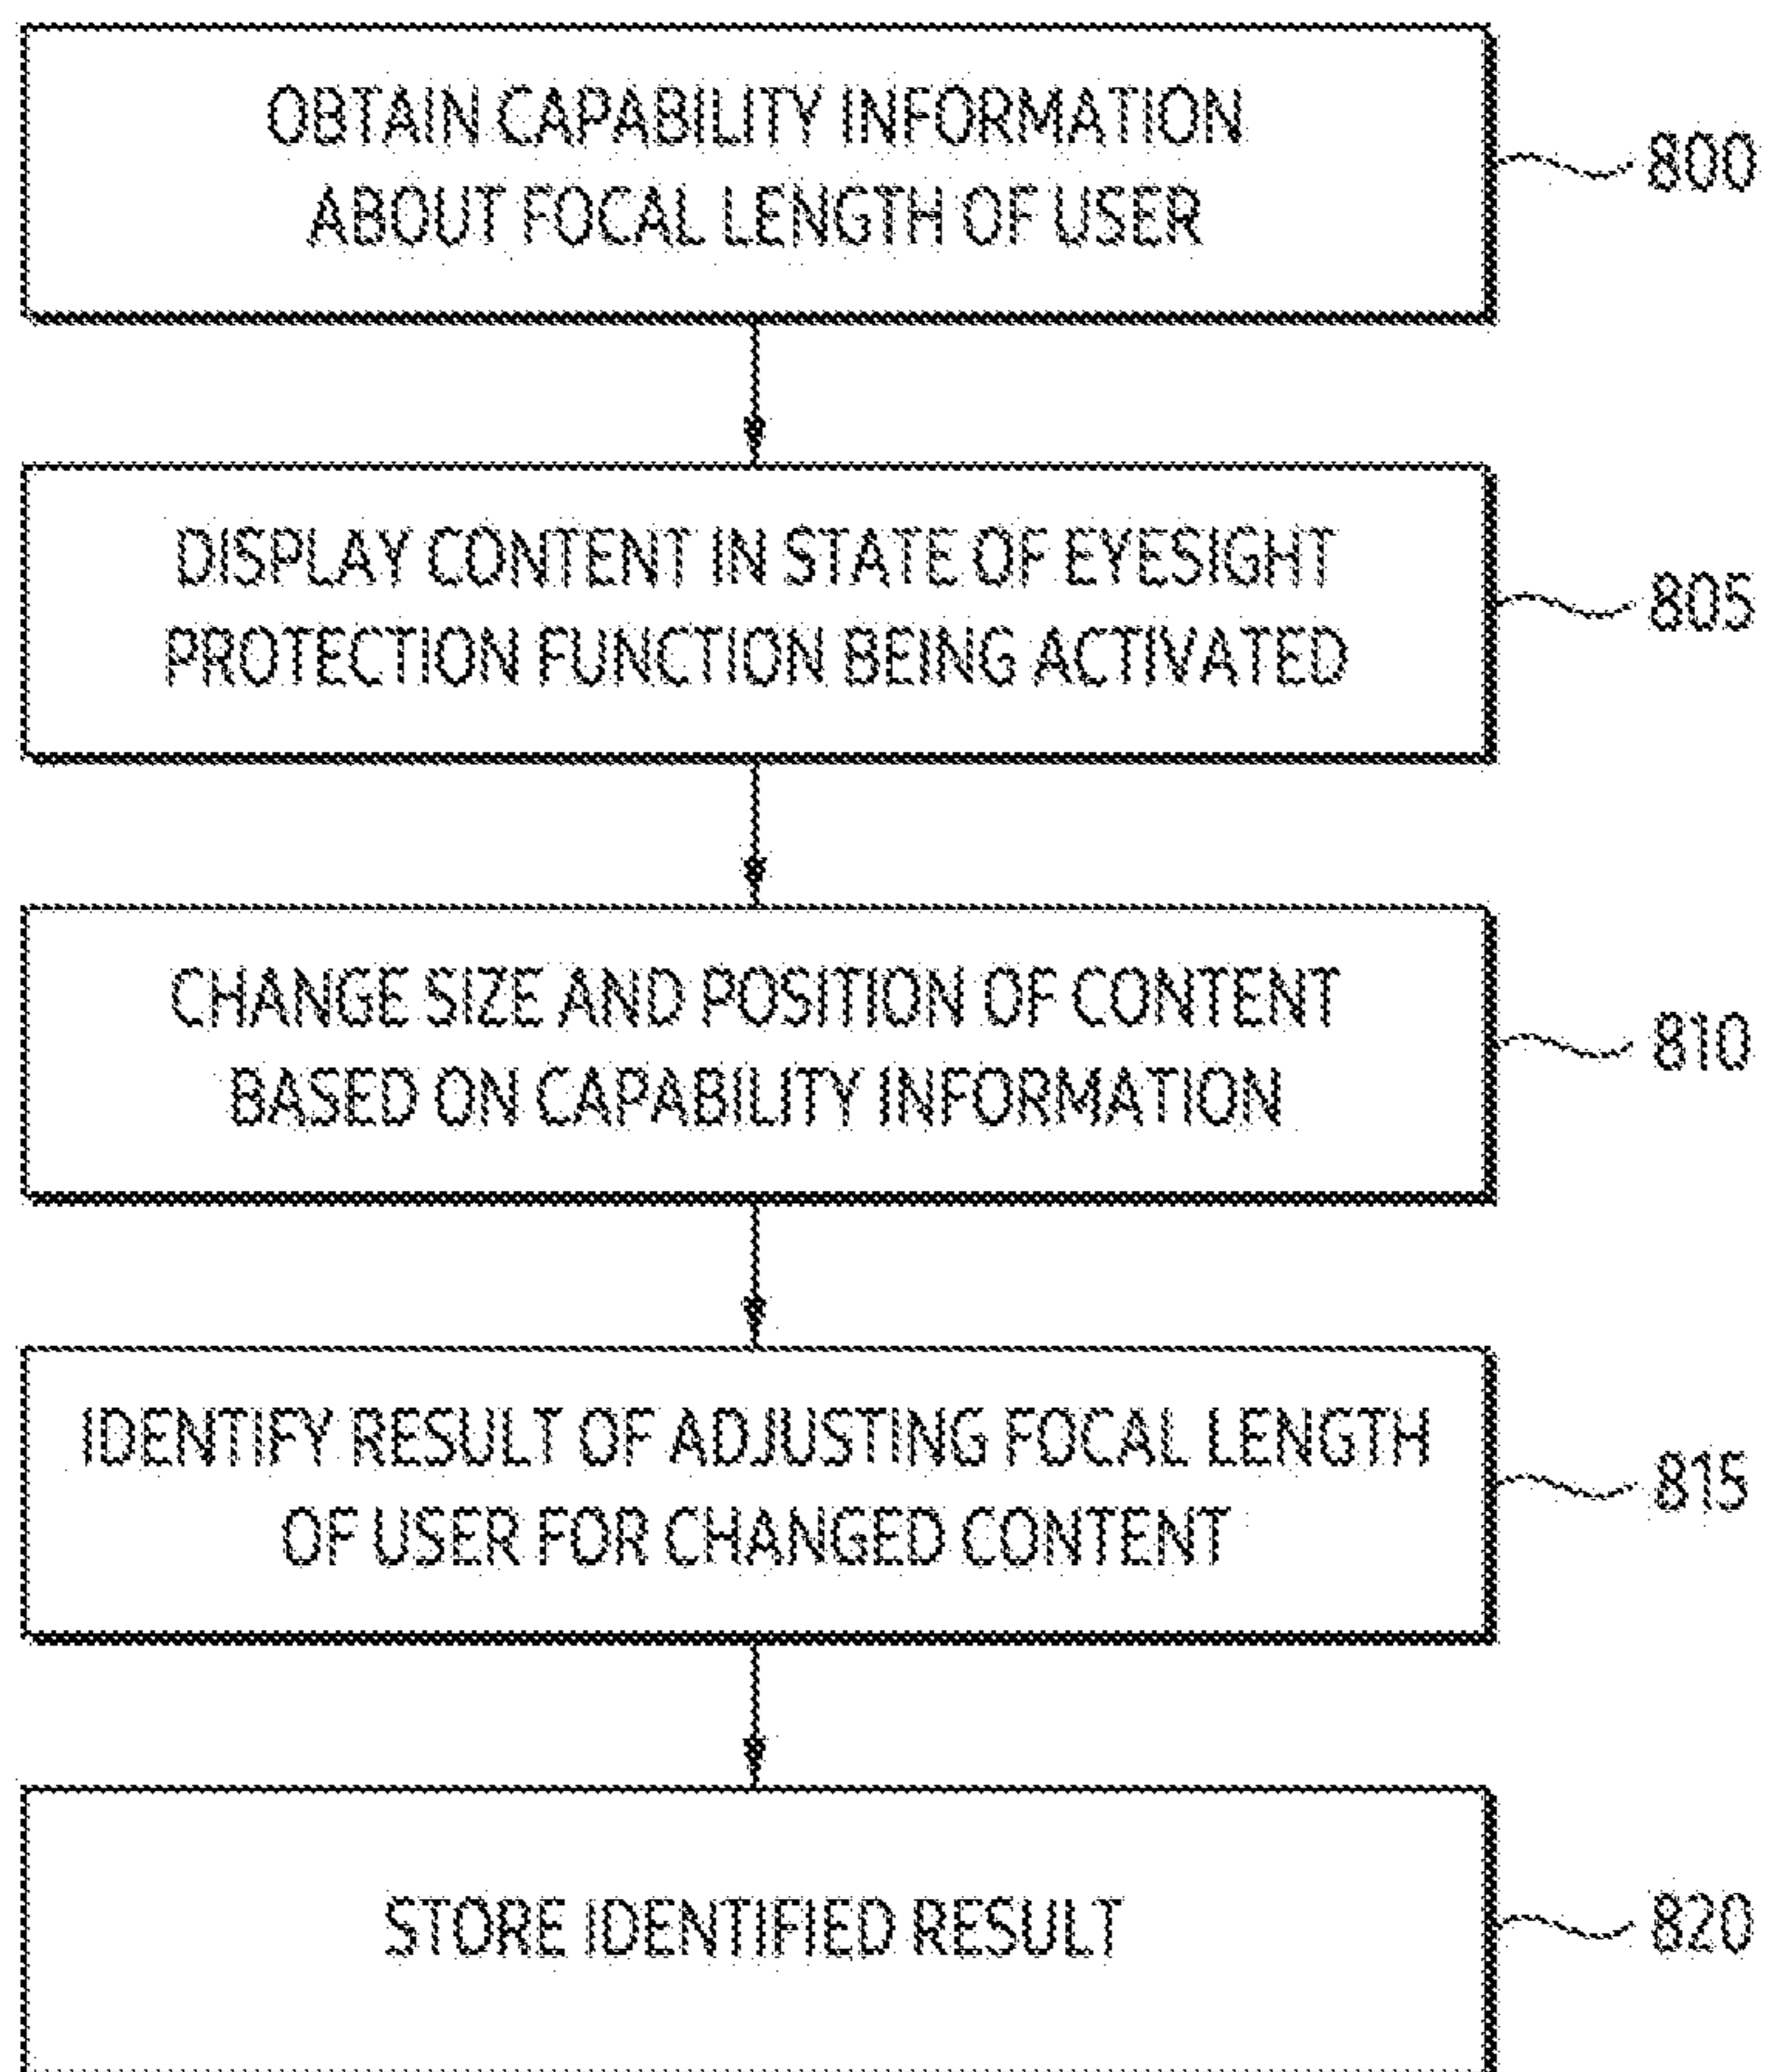 OBTAIN CAPABILITY INFORMATION
ABOUT FOCAL LENGTH OF USER
800
DISPLAY CONTENT IN STATE OF EYESIGHT
PROTECTION FUNCTION BEING ACTIVATED
805
CHANGE SIZE AND POSITION OF CONTENT
BASED ON CAPABILITY INFORMATION
810
IDENTIFY RESULT OF ADJUSTING FOCAL LENGTH
OF USER FOR CHANGED CONTENT
815
STORE IDENTIFIED RESULT
820